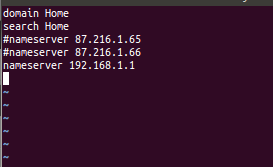 domain Home
search Home
#nameserver 87.216.1.65
#nameserver 87.216.1.66
nameserver 192.168.1.1
~
~
~
~
~